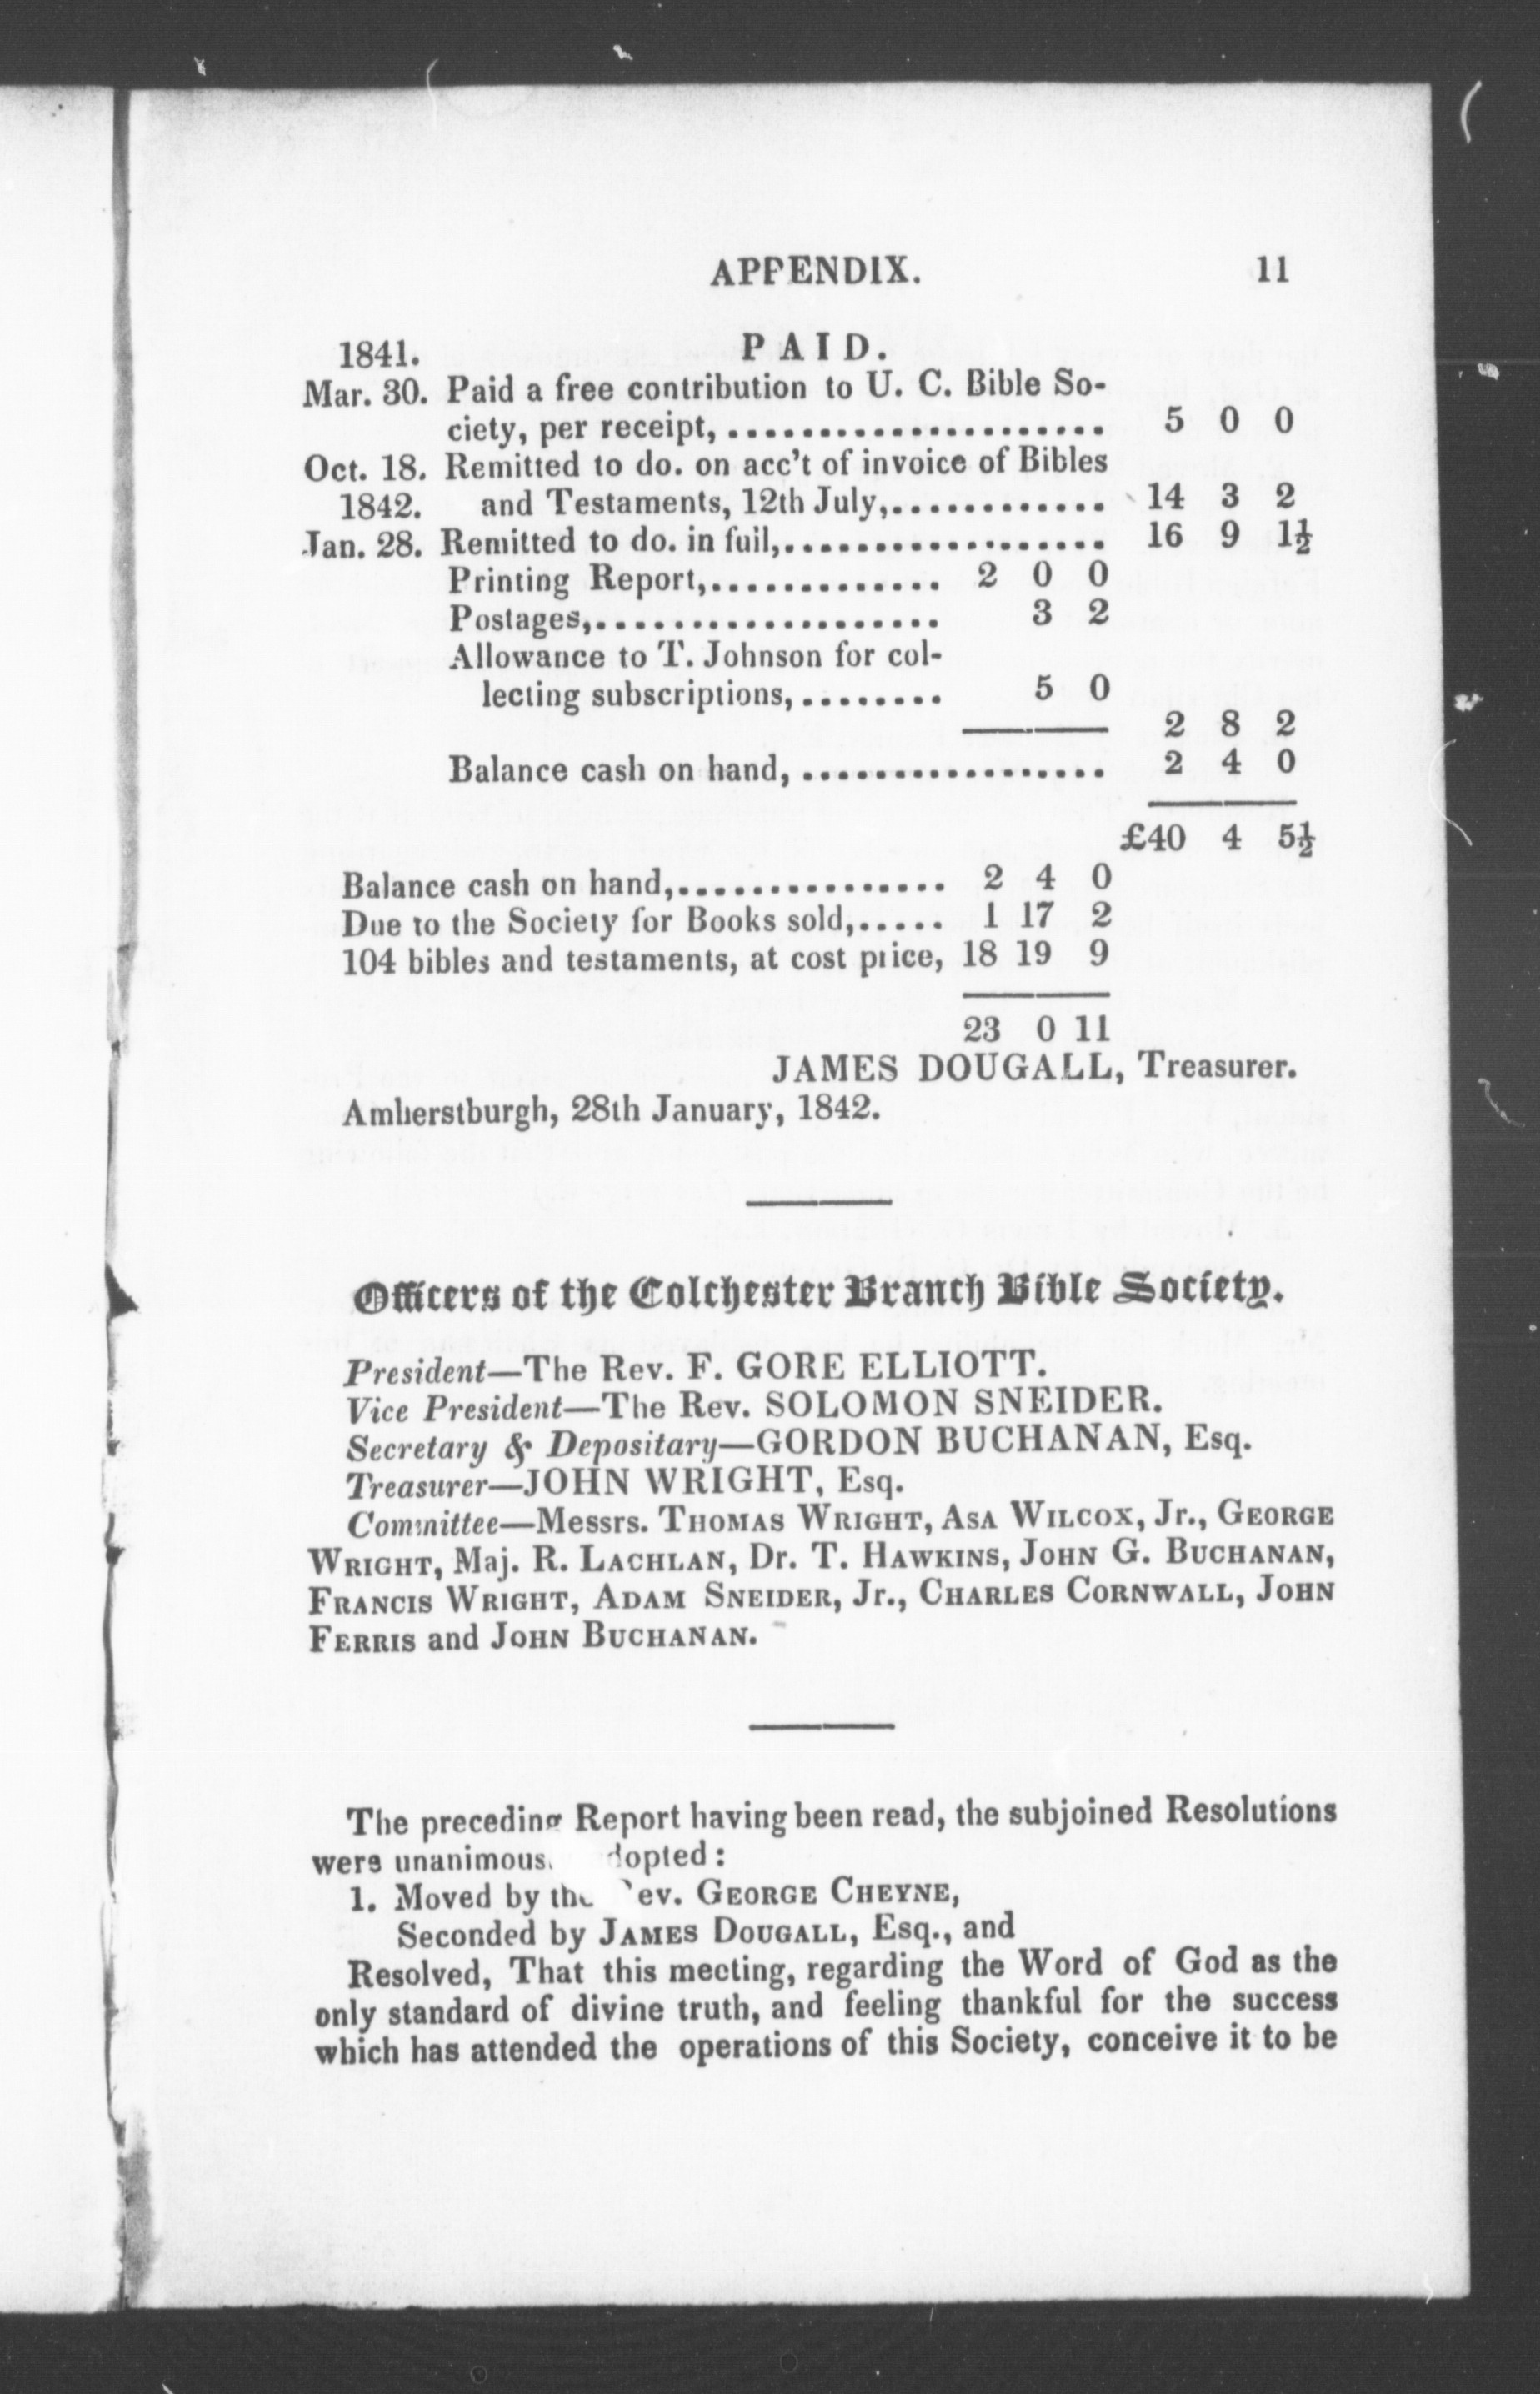 APPENDIX. 11
1841. PAID.
Mar. 30. Paid a free contribution to U. C. Bible So-
ciety, per receipt, ..................... 5 0 0
Oct. 18. Remitted to do. on acc't of invoice of Bibles
1842. and Testaments, 12th July,............ 14 3 2
Jan. 28. Remitted to do. in full,.................. 16 9 1½
Printing Report,............. 2 0 0
Postages,................... 3 2
Allowance to T. Johnson for col-
lecting subscriptions, ........ 5 0
2 8 2
Balance cash on hand, ................. 2 4 0
£40 4 5½
Balance cash on hand,............... 2 4 0
Due to the Society for Books sold,..... 1 17 2
104 bibles and testaments, at cost price, 18 19 9
23 0 11
JAMES DOUGALL, Treasurer.
Amherstburgh, 28th January, 1842.
Officers of the Colchester Branch Bible Society.
President—The Rev. F. GORE ELLIOTT.
Vice President—The Rev. SOLOMON SNEIDER.
Secretary & Depositary—GORDON BUCHANAN, Esq.
Treasurer—JOHN WRIGHT, Esq.
Committee—Messrs. THOMAS WRIGHT, ASA WILCOX, Jr., GEORGE
WRIGHT, Maj. R. LACHLAN, Dr. T. HAWKINS, JOHN G. BUCHANAN,
FRANCIS WRIGHT, ADAM SNEIDER, Jr., CHARLES CORNWALL, JOHN
FERRIS and JOHN BUCHANAN.
The preceding Report having been read, the subjoined Resolutions
were unanimous dopted :
1. Moved by the Rev. GEORGE CHEYNE,
Seconded by JAMES DOUGALL, Esq., and
Resolved, That this meeting, regarding the Word of God as the
only standard of divine truth, and feeling thankful for the success
which has attended the operations of this Society, conceive it to be